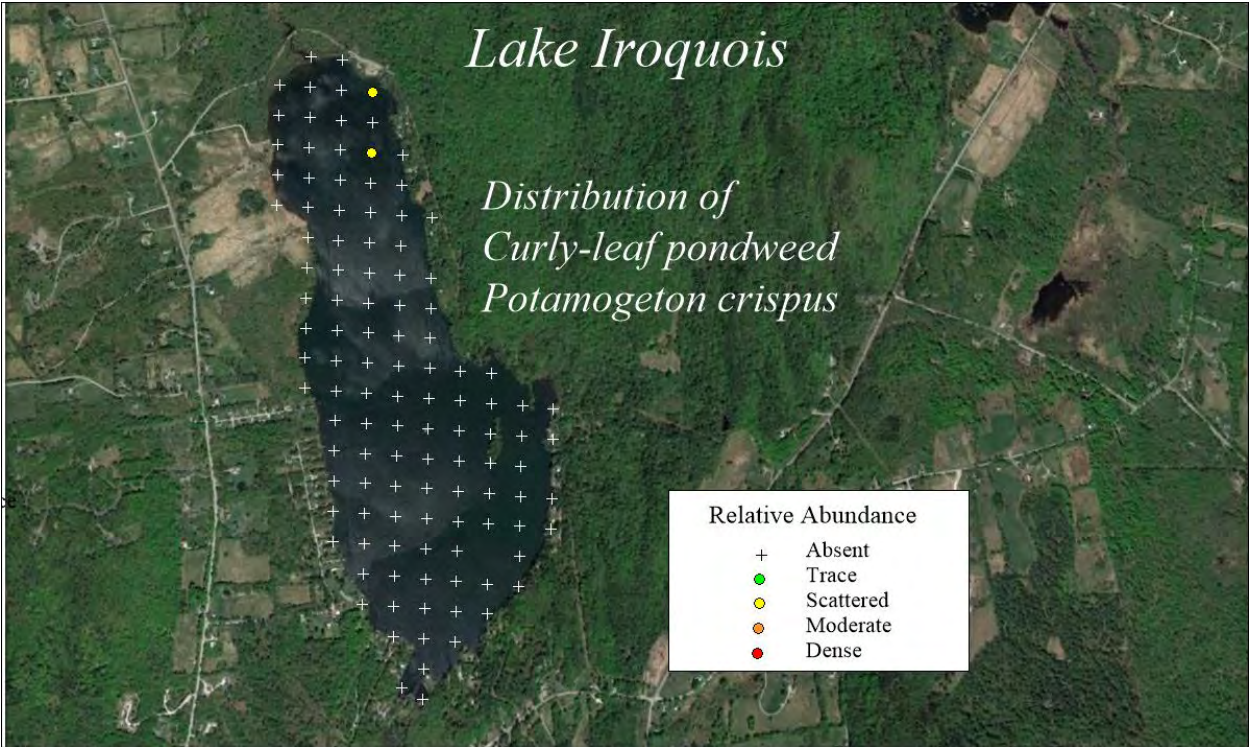 Lake Iroquois
Distribution of
Curly-leaf pondweed
Potamogeton crispus
Relative Abundance
Absent
Trace
Scattered
Moderate
Dense